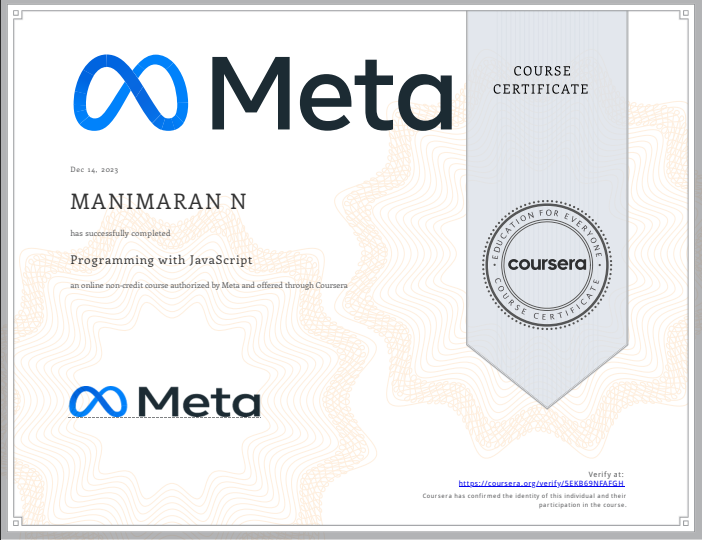 Meta
COURSE
CERTIFICATE
Dec 14, 2023
MANIMARAN N
has successfully completed
Programming with JavaScript
an online non-credit course authorized by Meta and offered through Coursera
EDUCATION FOR EVERYONE
coursera
COURSE CERTIFICATE
Meta
Verify at:
https://coursera.org/verify/SEKB69NFAFGH
Coursera has confirmed the identity of this individual and their
participation in the course.